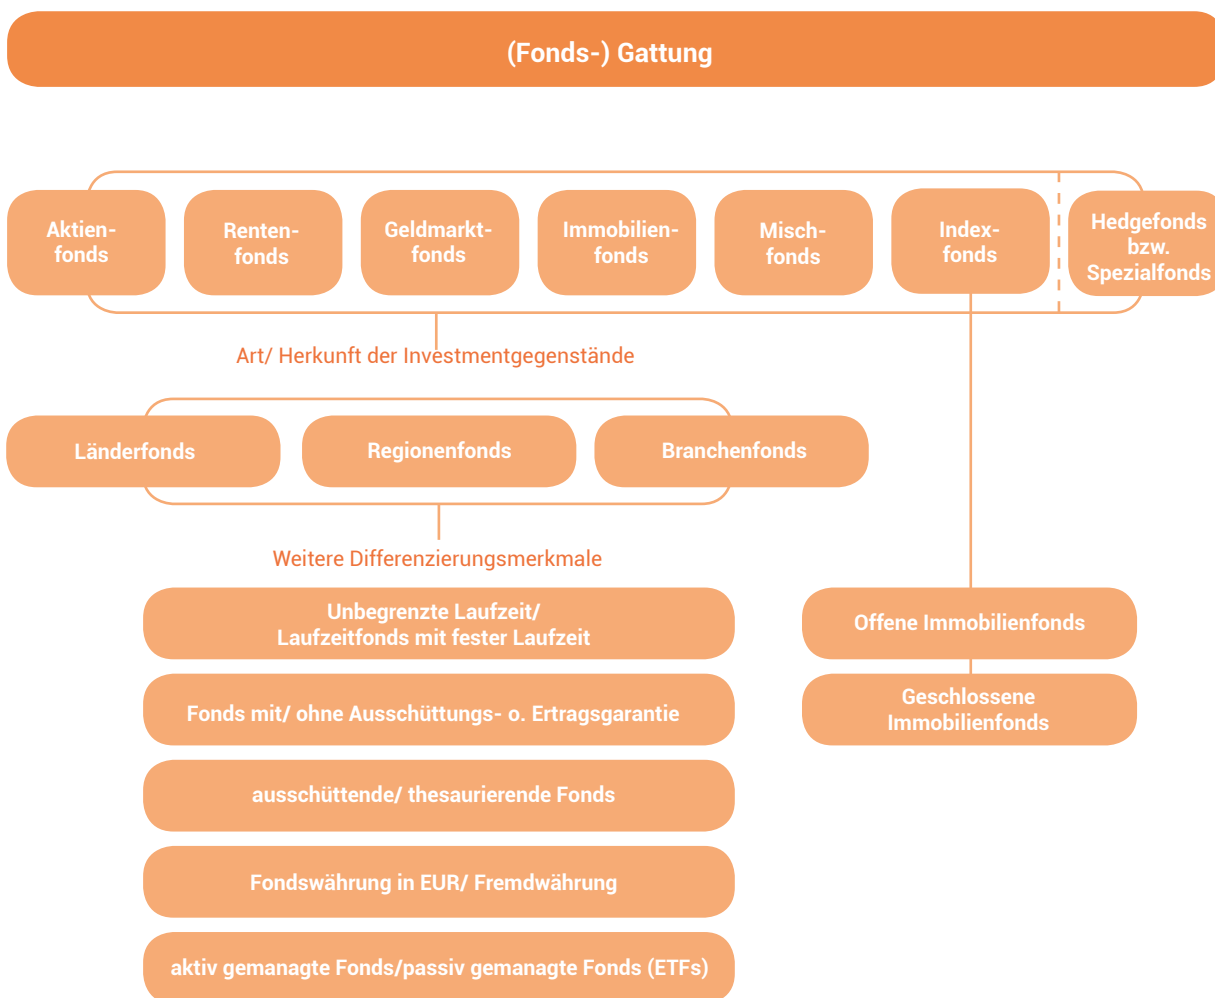 (Fonds-) Gattung
Aktien-
fonds
Renten-
fonds
Geldmarkt-
fonds
Immobilien-
fonds
Misch-
fonds
Index-
fonds
Hedgefonds
bzw.
Spezialfonds
Art/ Herkunft der Investmentgegenstände
Länderfonds
Regionenfonds
Branchenfonds
Weitere Differenzierungsmerkmale
Unbegrenzte Laufzeit/
Laufzeitfonds mit fester Laufzeit
Fonds mit/ ohne Ausschüttungs- o. Ertragsgarantie
ausschüttende/ thesaurierende Fonds
Fondswährung in EUR/ Fremdwährung
aktiv gemanagte Fonds/passiv gemanagte Fonds (ETFs)
Offene Immobilienfonds
Geschlossene
Immobilienfonds